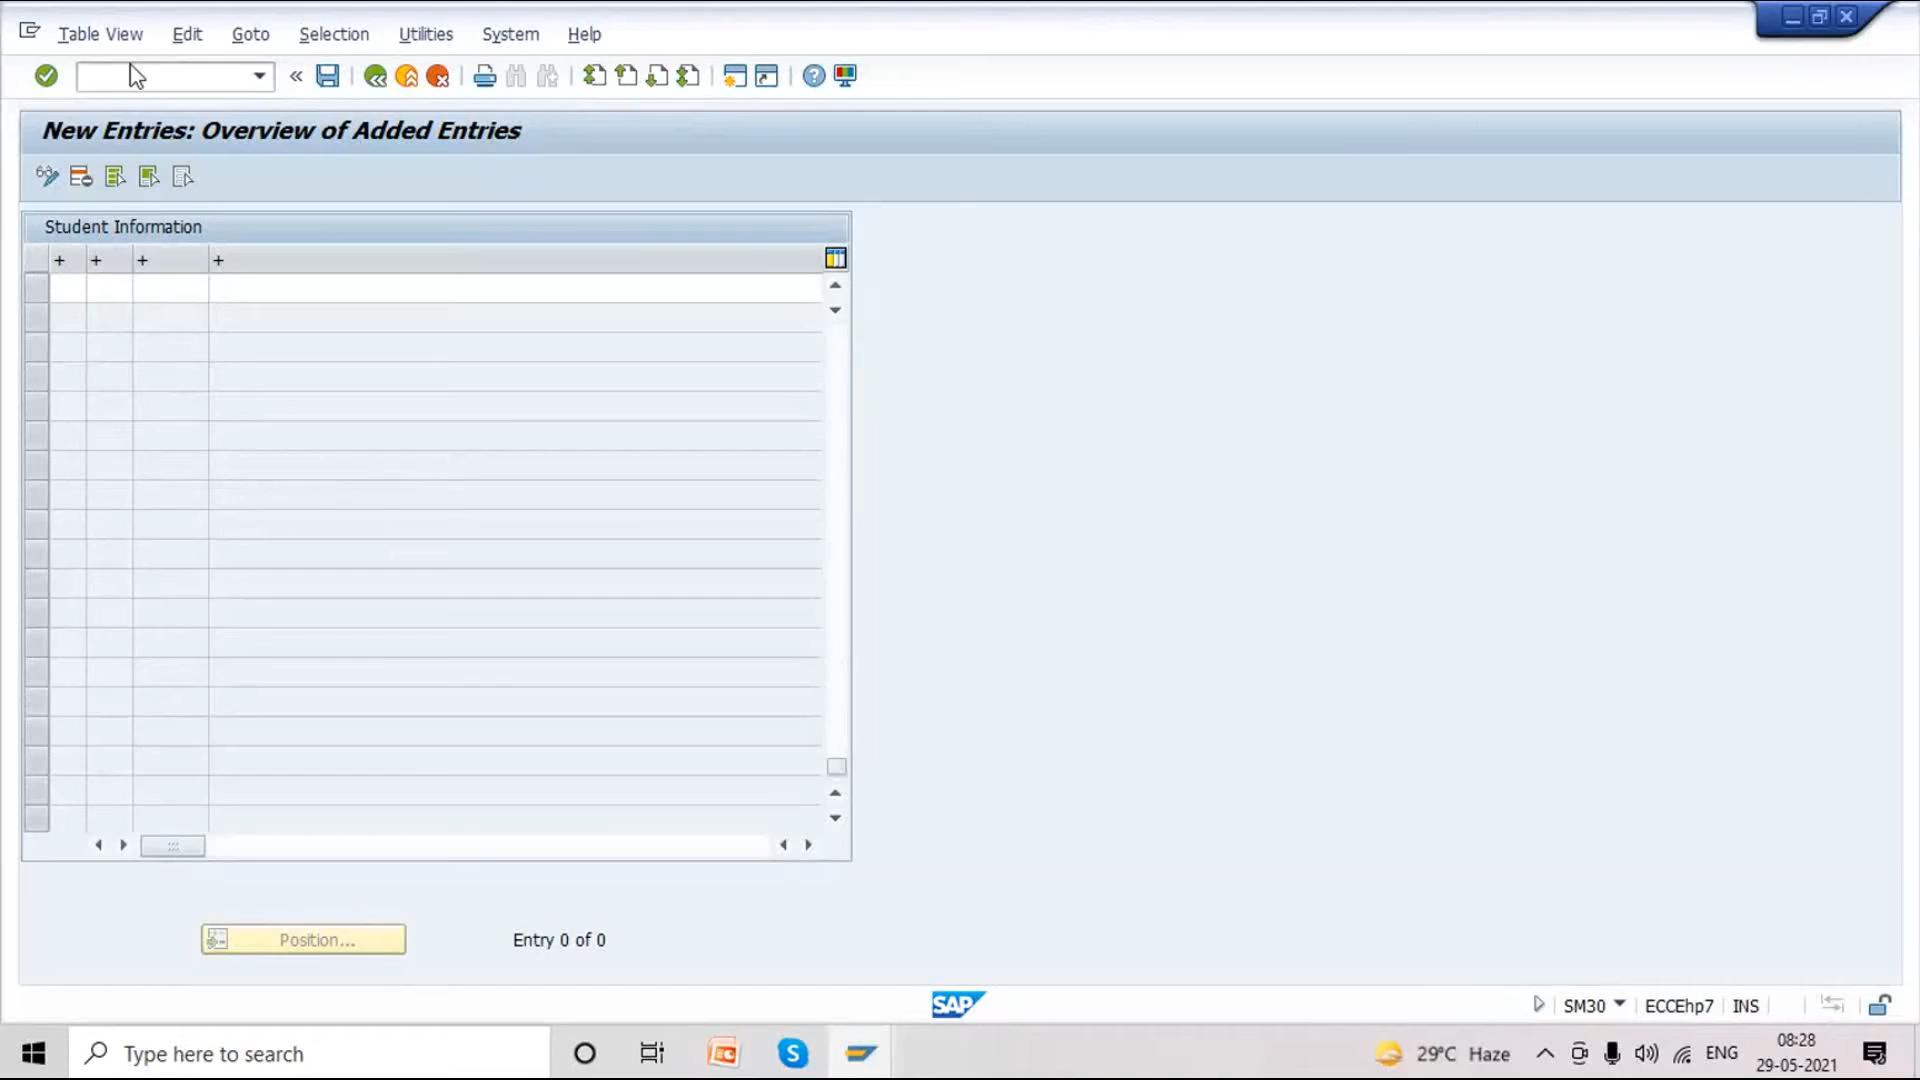 Table View Edit Goto Selection Utilities System Help
New Entries: Overview of Added Entries
Student Information
+ + + +
Position... Entry 0 of 0
SAP SM30 ECCEhp7 INS
Type here to search 29°C Haze ENG 08:28
29-05-2021